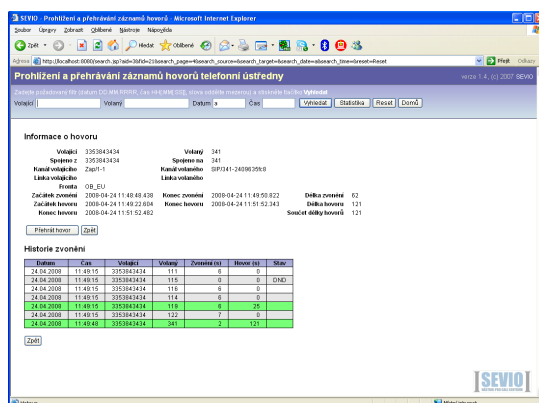 SEVIO - Prohlížení a přehrávání záznamů hovorů - Microsoft Internet Explorer
Soubor Úpravy Zobrazit Oblíbené Nástroje Nápověda
Zpět Hledat Oblíbené
Adresa Přejít Odkazy
Prohlížení a přehrávání záznamů hovorů telefonní ústředny
verze 1.4, (c) 2007 SEVIO
Volající Volaný Datum a Čas Vyhledat Statistika Reset Domů
Informace o hovoru
Volající 3353843434 Volaný 341
Spojeno z 3353843434 Spojeno na 341
Kanál volajícího Zap/1-1 Kanál volaného SIP/341-2409635fc8
Linka volajícího Linka volaného
Fronta OB_EU
Začátek zvonění 2008-04-24 11:48:48.438 Konec zvonění 2008-04-24 11:49:50.822 Délka zvonění 62
Začátek hovoru 2008-04-24 11:49:22.604 Konec hovoru 2008-04-24 11:51:52.343 Délka hovoru 121
Konec hovoru 2008-04-24 11:51:52.482 Součet délky hovorů 121
Přehrát hovor Zpět
Historie zvonění
Datum Čas Volající Volaný Zvonění (s) Hovor (s) Stav
24.04.2008 11:49:15 3353843434 111 6 0
24.04.2008 11:49:15 3353843434 115 0 0 DND
24.04.2008 11:49:15 3353843434 116 6 0
24.04.2008 11:49:15 3353843434 114 6 0
24.04.2008 11:49:15 3353843434 119 6 25
24.04.2008 11:49:15 3353843434 122 7 0
24.04.2008 11:49:48 3353843434 341 2 121
Zpět
[SEVIO]